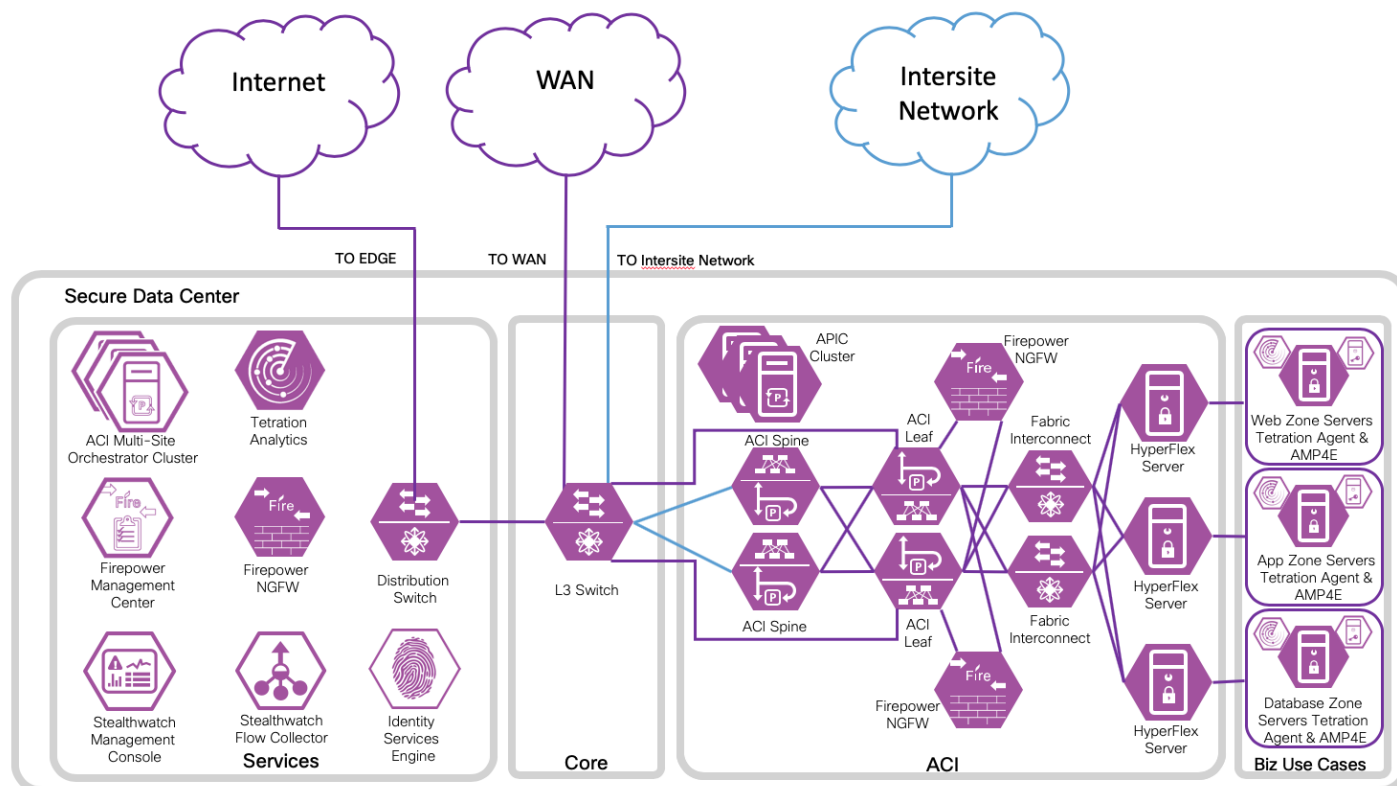 Internet
WAN
Intersite
Network
TO EDGE
TO WAN
TO Intersite Network
Secure Data Center
ACI Multi-Site
Orchestrator Cluster
Tetration
Analytics
Fire
Firepower
Management
Center
Fire
Firepower
NGFW
Distribution
Switch
Stealthwatch
Management
Console
Stealthwatch
Flow Collector
Identity
Services
Engine
Services
L3 Switch
Core
APIC
Cluster
P
P
Firepower
NGFW
Fire
ACI Spine
P
ACI Spine
P
ACI
Leaf
P
P
ACI
Leaf
Fabric
Interconnect
Fabric
Interconnect
Firepower
NGFW
Fire
HyperFlex
Server
HyperFlex
Server
HyperFlex
Server
ACI
Web Zone Servers
Tetration Agent &
AMP4E
App Zone Servers
Tetration Agent &
AMP4E
Database Zone
Servers Tetration
Agent & AMP4E
Biz Use Cases